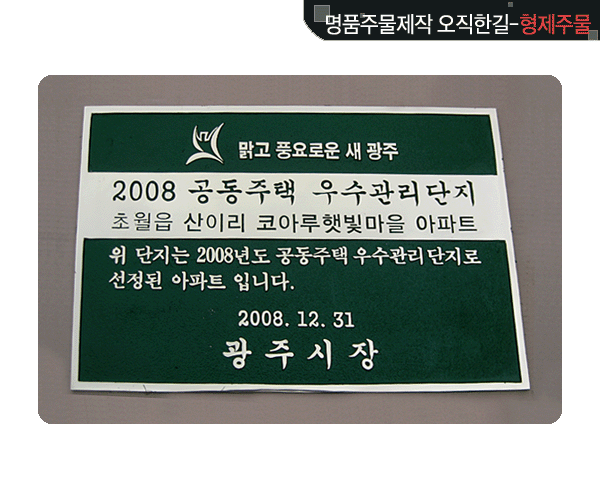 명품주물제작 오직한길-형제주물
맑고 풍요로운 새 광주
2008 공동주택 우수관리단지
초월읍 산이리 코아루햇빛마을 아파트
위 단지는 2008년도 공동주택 우수관리단지로
선정된 아파트 입니다.
2008. 12. 31
광주시장